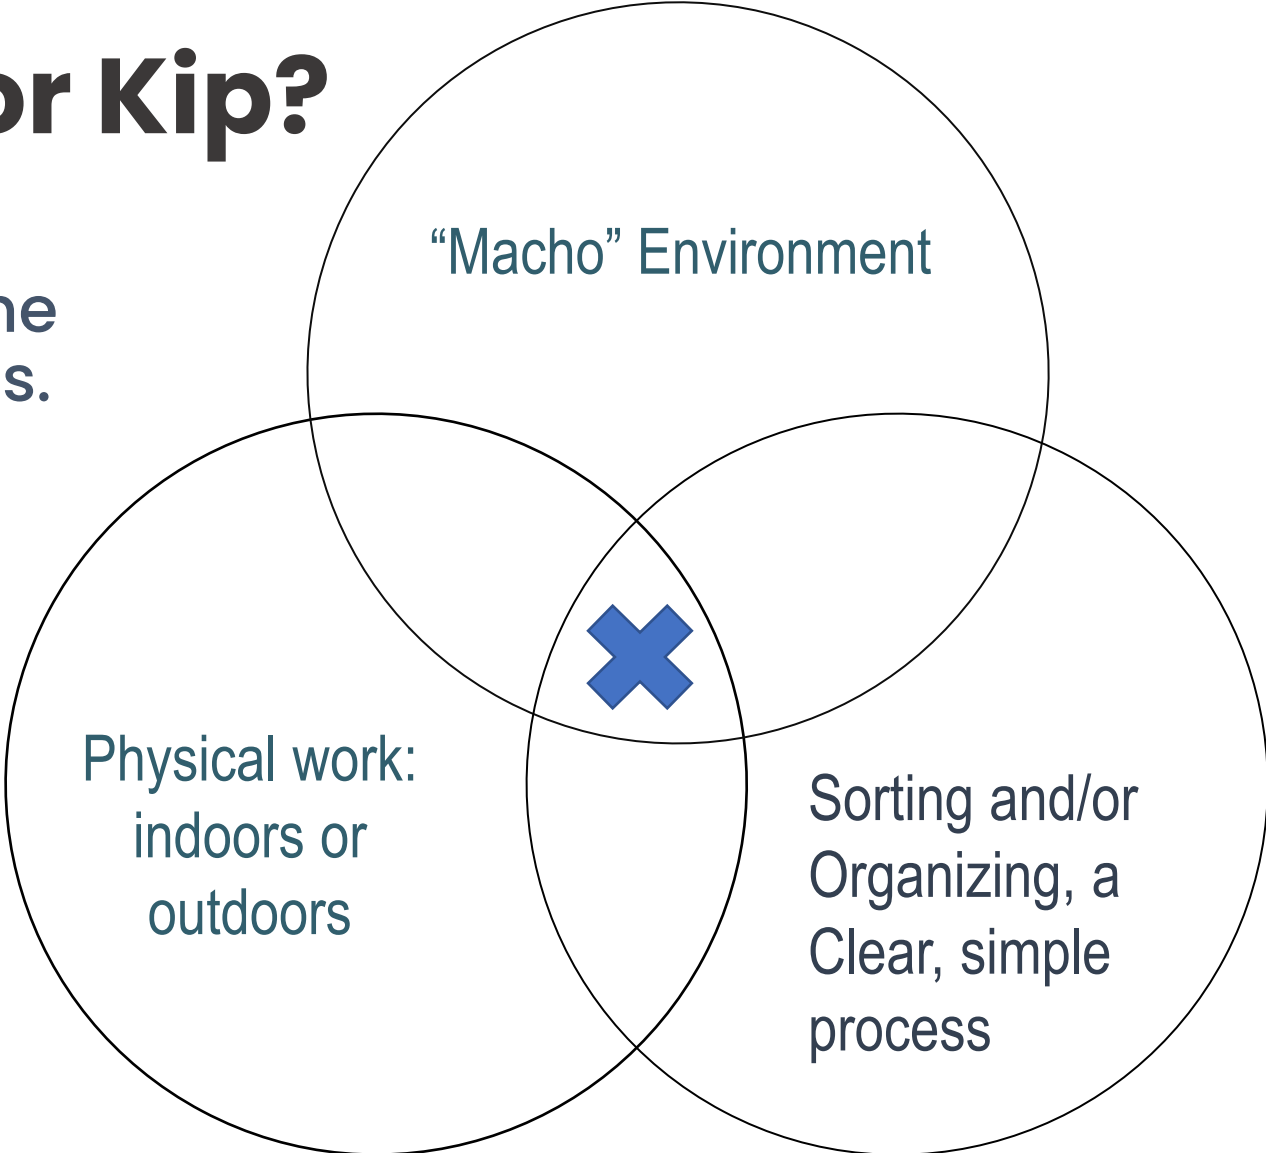 or Kip?
ne
s.
“Macho” Environment
Physical work:
indoors or
outdoors
Sorting and/or
Organizing, a
Clear, simple
process